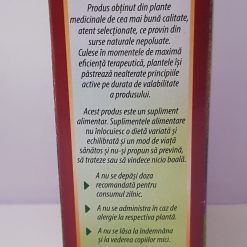 Produs obținut din plante
medicinale de cea mai bună calitate,
atent selecționate, ce provin din
surse naturale nepoluate.
Culese în momentele de maximă
eficiență terapeutică, plantele își
păstrează nealterate principiile
active pe durata de valabilitate
a produsului.
Acest produs este un supliment
alimentar. Suplimentele alimentare
nu înlocuiesc o dietă variată și
echilibrată și un mod de viață
sănătos și nu-și propun să prevină,
să trateze sau să vindece nicio boală.
A nu se depăși doza
recomandată pentru
consumul zilnic.
A nu se administra în caz de
alergie la respectiva plantă.
A nu se lăsa la îndemâna
și la vederea copiilor mici.